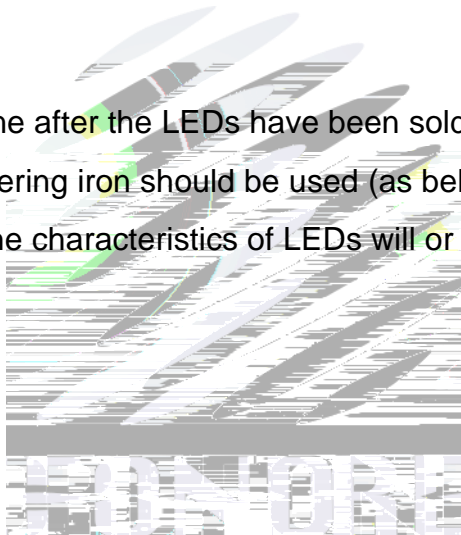 ne after the LEDs have been sold
ering iron should be used (as bel
ne characteristics of LEDs will or